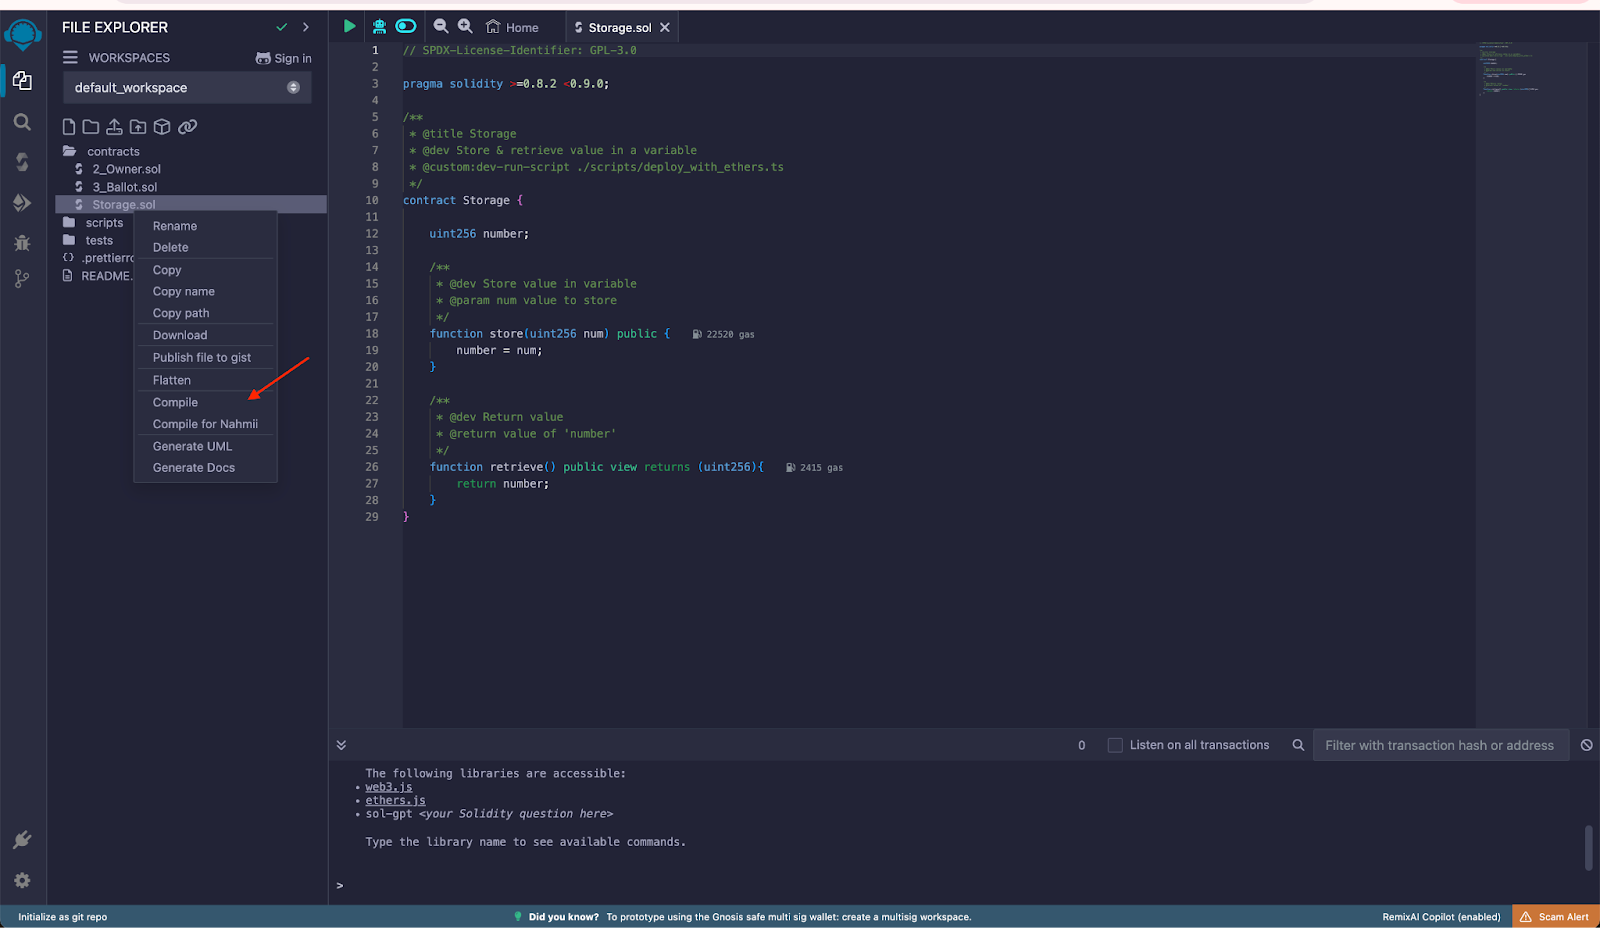 FILE EXPLORER
WORKSPACES
Sign in
default_workspace
contracts
2_Owner.sol
3_Ballot.sol
Storage.sol
scripts
tests
.prettierrc
README.
Rename
Delete
Copy
Copy name
Copy path
Download
Publish file to gist
Flatten
Compile
Compile for Nahmii
Generate UML
Generate Docs
Home
Storage.sol
1 // SPDX-License-Identifier: GPL-3.0
2
3 pragma solidity >=0.8.2 <0.9.0;
4
5 /**
6 * @title Storage
7 * @dev Store & retrieve value in a variable
8 * @custom:dev-run-script ./scripts/deploy_with_ethers.ts
9 */
10 contract Storage {
11
12 uint256 number;
13
14 /**
15 * @dev Store value in variable
16 * @param num value to store
17 */
18 function store(uint256 num) public { 22520 gas
19 number = num;
20 }
21
22 /**
23 * @dev Return value
24 * @return value of 'number'
25 */
26 function retrieve() public view returns (uint256){ 2415 gas
27 return number;
28 }
29 }
0 Listen on all transactions Filter with transaction hash or address
The following libraries are accessible:
• web3.js
• ethers.js
• sol-gpt <your Solidity question here>
Type the library name to see available commands.
>
Initialize as git repo
Did you know? To prototype using the Gnosis safe multi sig wallet: create a multisig workspace.
RemixAI Copilot (enabled)
Scam Alert